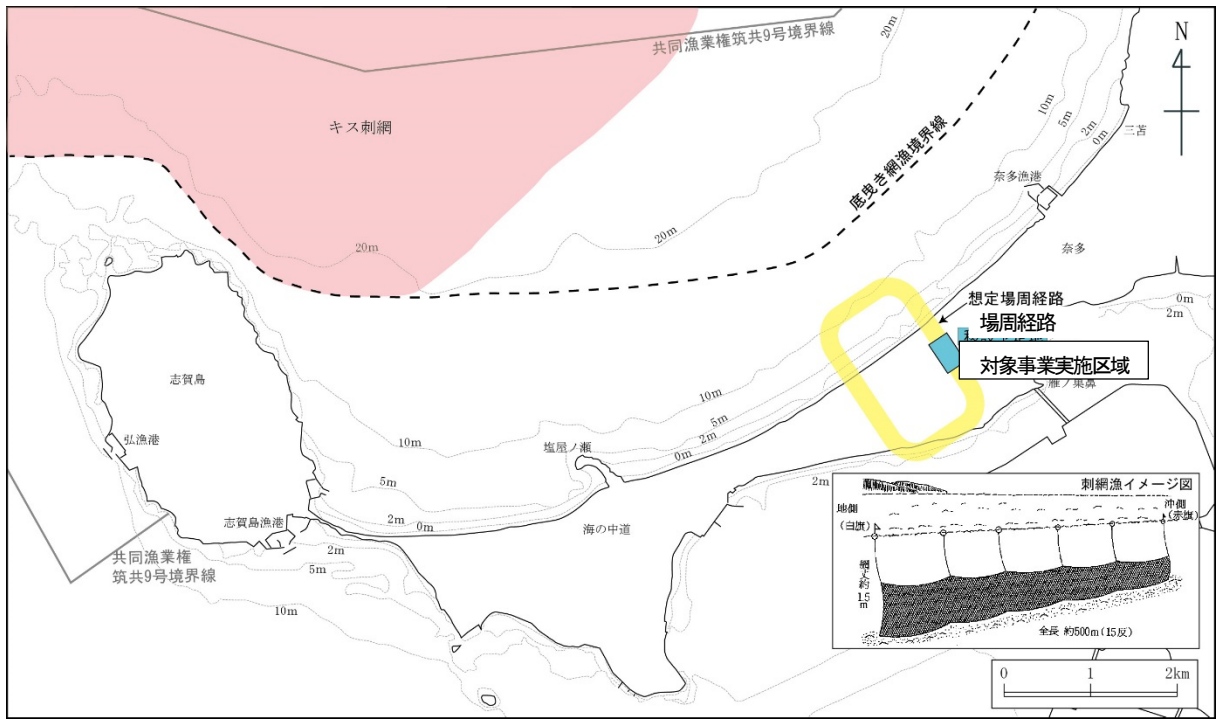 共同漁業権筑共9号境界線
20m
N
キス刺網
10m
5m
2m
0m
三苫
底曳き網漁境界線
奈多漁港
20m
20m
奈多
想定場周経路
場周経路
0m
2m
対象事業実施区域
雁ノ巣鼻
志賀島
10m
10m
5m
2m
0m
塩屋ノ瀬
弘漁港
5m
2m
0m
志賀島漁港
海の中道
2m
共同漁業権
筑共9号境界線
2m
5m
10m
刺網漁イメージ図
地側
(白旗)
沖側
(赤旗)
網丈約1.5m
全長 約500m(15反)
0 1 2km